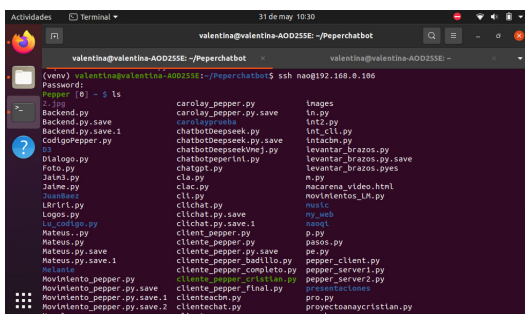 Actividades Terminal 31 de may 10:30
valentina@valentina-AOD255E: ~/Peperchatbot
valentina@valentina-AOD255E: ~/Peperchatbot × valentina@valentina-AOD255E: ~
(venv) valentina@valentina-AOD255E:~/Peperchatbot$ ssh nao@192.168.0.106
Password:
Pepper [0] ~ $ ls
2.jpg carolay_pepper.py images
Backend.py carolay_pepper.py.save in.py
Backend.py.save carolayprueba int2.py
Backend.py.save.1 chatbotDeepseek.py int_cli.py
CodigoPepper.py chatbotDeepseek.py.save intacbm.py
D3 chatbotDeepseekVmej.py levantar_brazos.py
Dialogo.py chatbotpeperini.py levantar_brazos.py.save
Foto.py chatgpt.py levantar_brazos.pyes
Jaim3.py cla.py m.py
Jaime.py clac.py macarena_video.html
JuanBaez cli.py movimientos_LM.py
LRriri.py clichat.py music
Logos.py clichat.py.save my_web
Lu_codigo.py clichat.py.save.1 naoqi
Mateus..py client_pepper.py p.py
Mateus.py cliente_pepper.py pasos.py
Mateus.py.save cliente_pepper.py.save pe.py
Mateus.py.save.1 cliente_pepper_badillo.py pepper_client.py
Melanie cliente_pepper_completo.py pepper_server1.py
Movimiento_pepper.py cliente_pepper_cristian.py pepper_server2.py
Movimiento_pepper.py.save cliente_pepper_final.py presentaciones
Movimiento_pepper.py.save.1 clienteacbm.py pro.py
Movimiento_pepper.py.save.2 clientechat.py proyectoanaycristian.py